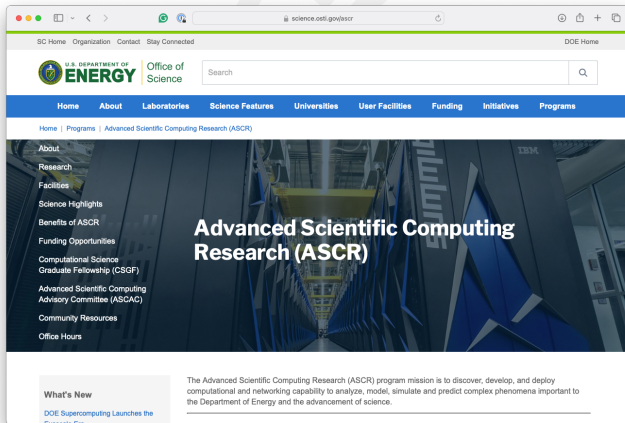 science.osti.gov/ascr
SC Home Organization Contact Stay Connected
DOE Home
U.S. DEPARTMENT OF
ENERGY
Office of
Science
Search
Home About Laboratories Science Features Universities User Facilities Funding Initiatives Programs
Home | Programs | Advanced Scientific Computing Research (ASCR)
About
Research
Facilities
Science Highlights
Benefits of ASCR
Funding Opportunities
Computational Science
Graduate Fellowship (CSGF)
Advanced Scientific Computing
Advisory Committee (ASCAC)
Community Resources
Office Hours
IBM
Advanced Scientific Computing
Research (ASCR)
What's New
DOE Supercomputing Launches the
The Advanced Scientific Computing Research (ASCR) program mission is to discover, develop, and deploy
computational and networking capability to analyze, model, simulate and predict complex phenomena important to
the Department of Energy and the advancement of science.